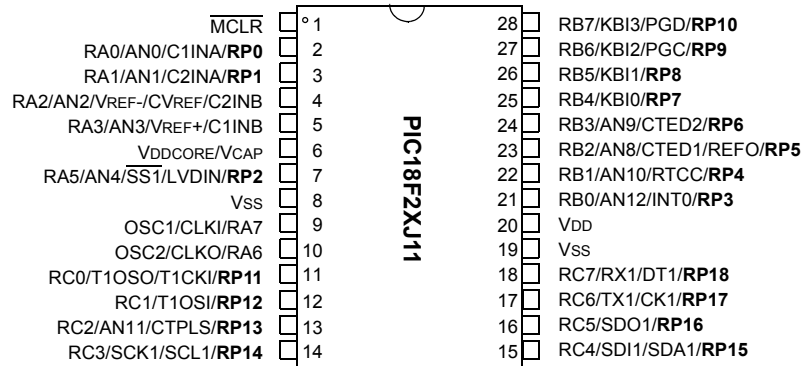 MCLR 1
RA0/AN0/C1INA/RP0 2
RA1/AN1/C2INA/RP1 3
RA2/AN2/VREF-/CVREF/C2INB 4
RA3/AN3/VREF+/C1INB 5
VDDCORE/VCAP 6
RA5/AN4/SS1/LVDIN/RP2 7
VSS 8
OSC1/CLKI/RA7 9
OSC2/CLKO/RA6 10
RC0/T1OSO/T1CKI/RP11 11
RC1/T1OSI/RP12 12
RC2/AN11/CTPLS/RP13 13
RC3/SCK1/SCL1/RP14 14
PIC18F2XJ11
28 RB7/KBI3/PGD/RP10
27 RB6/KBI2/PGC/RP9
26 RB5/KBI1/RP8
25 RB4/KBI0/RP7
24 RB3/AN9/CTED2/RP6
23 RB2/AN8/CTED1/REFO/RP5
22 RB1/AN10/RTCC/RP4
21 RB0/AN12/INT0/RP3
20 VDD
19 VSS
18 RC7/RX1/DT1/RP18
17 RC6/TX1/CK1/RP17
16 RC5/SDO1/RP16
15 RC4/SDI1/SDA1/RP15